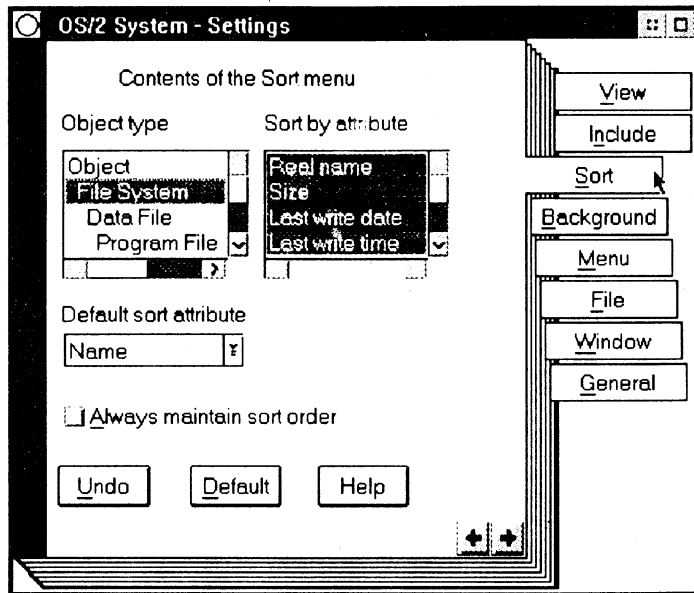 OS/2 System - Settings
Contents of the Sort menu
Object type
Sort by attribute
Object
File System
Data File
Program File
Real name
Size
Last write date
Last write time
Default sort attribute
Name
Always maintain sort order
Undo
Default
Help
View
Include
Sort
Background
Menu
File
Window
General